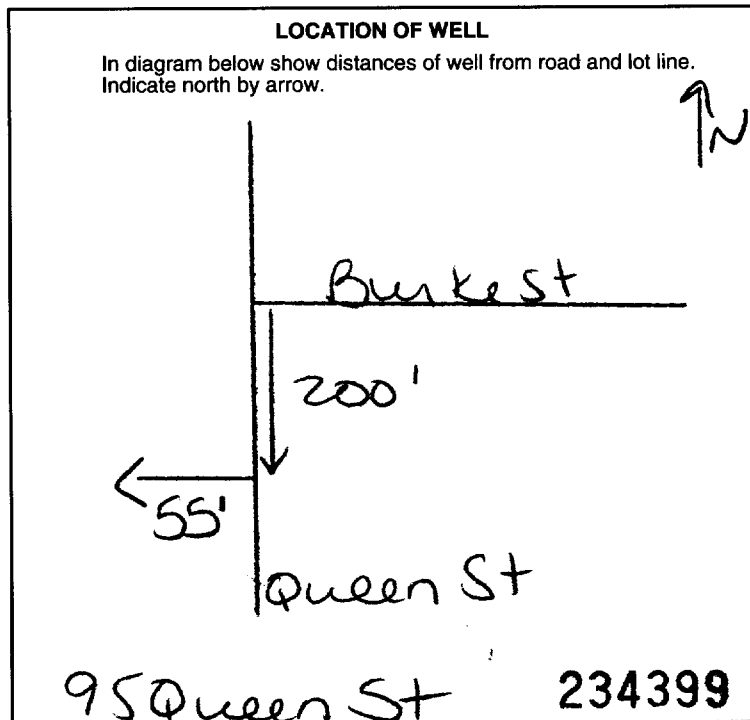 LOCATION OF WELL
In diagram below show distances of well from road and lot line.
Indicate north by arrow.
N
Burke St
200'
55'
Queen St
95 Queen St 234399